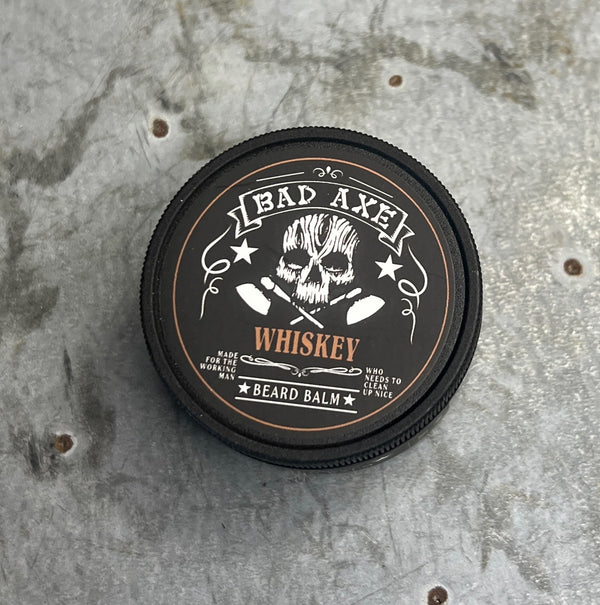 BAD AXE
WHISKEY
MADE
FOR THE
WORKING
MAN
WHO
NEEDS TO
CLEAN
UP NICE
BEARD BALM